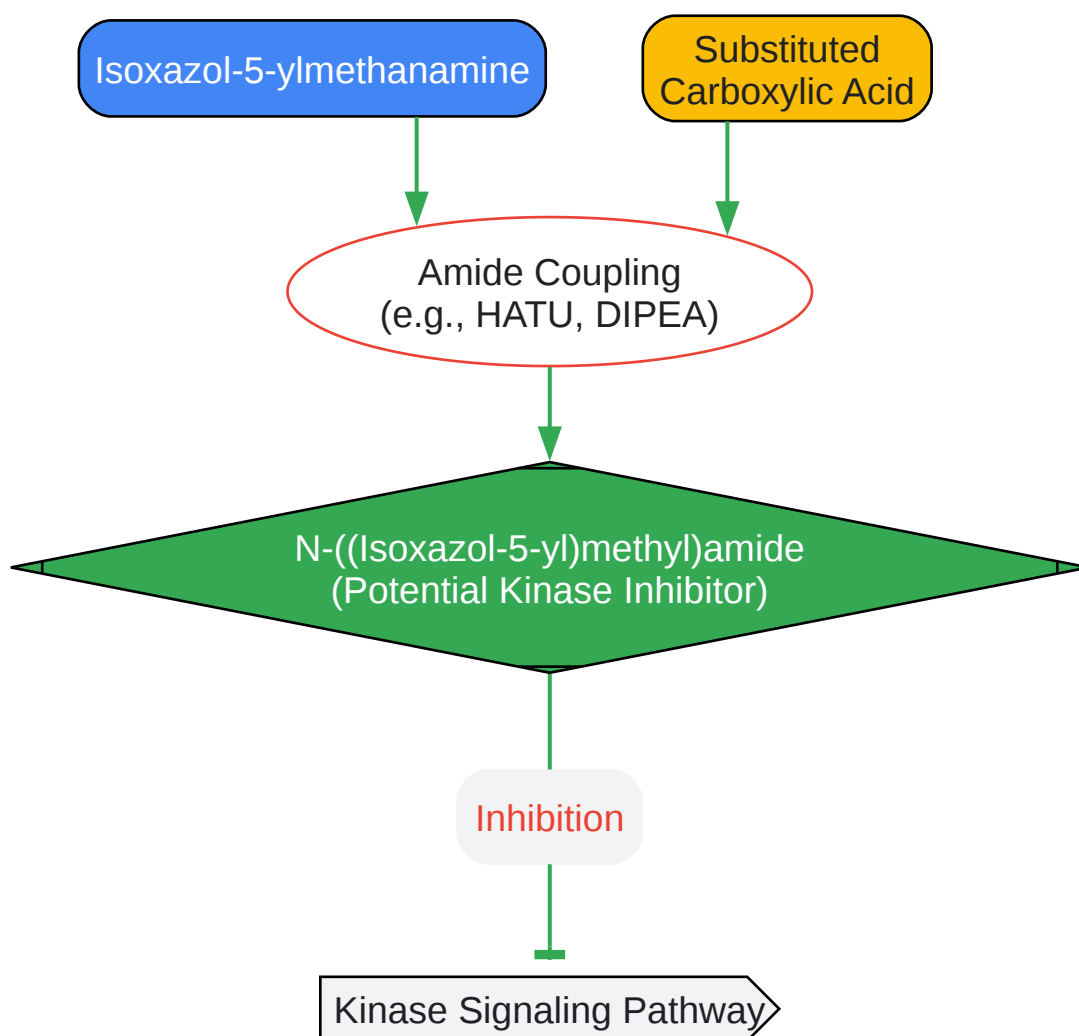 Isoxazol-5-ylmethanamine
Substituted
Carboxylic Acid
Amide Coupling
(e.g., HATU, DIPEA)
N-((Isoxazol-5-yl)methyl)amide
(Potential Kinase Inhibitor)
Inhibition
Kinase Signaling Pathway